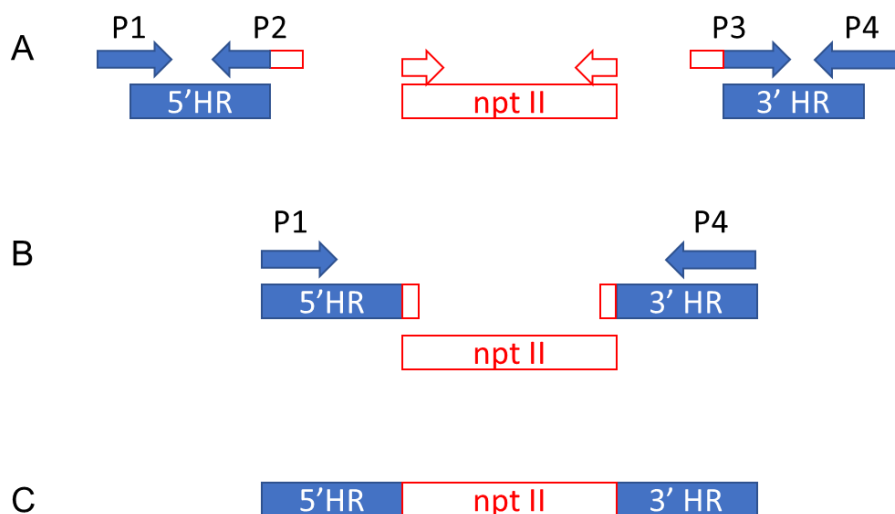 P1 P2 P3 P4
A
5'HR npt II 3' HR
P1 P4
B
5'HR 3' HR
npt II
C
5'HR npt II 3' HR